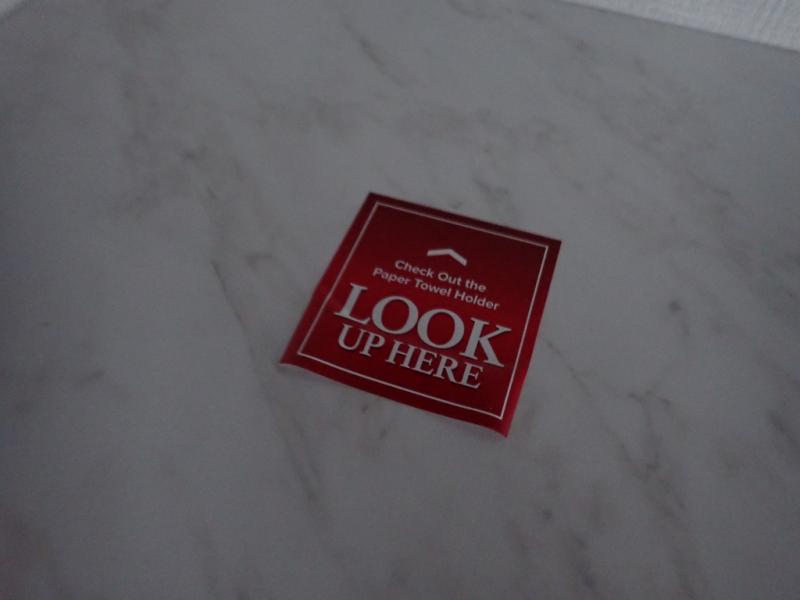 Check Out the
Paper Towel Holder
LOOK
UP HERE